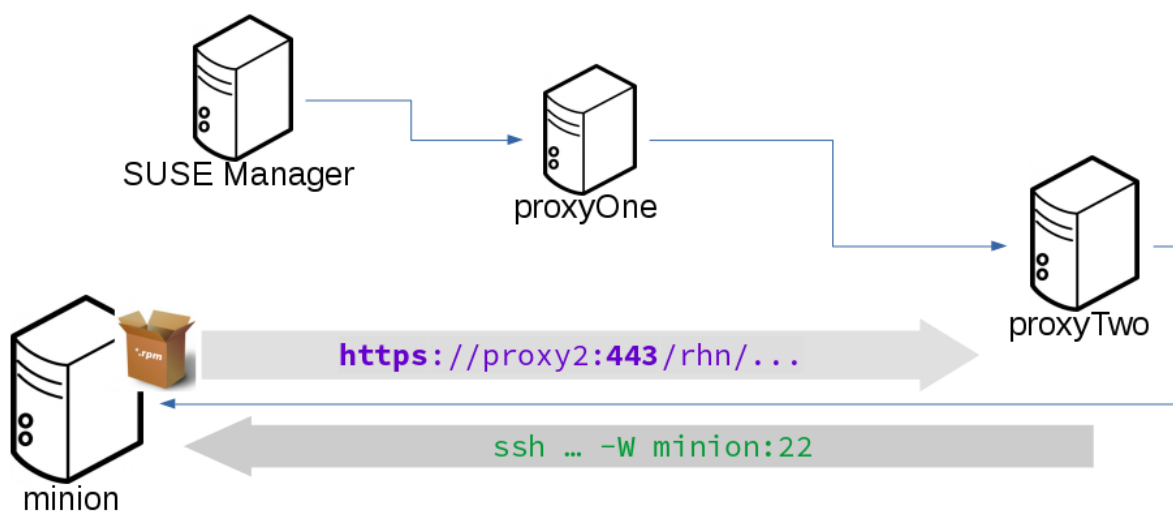 SUSE Manager
proxyOne
proxyTwo
*.rpm
https://proxy2:443/rhn/...
ssh … -W minion:22
minion